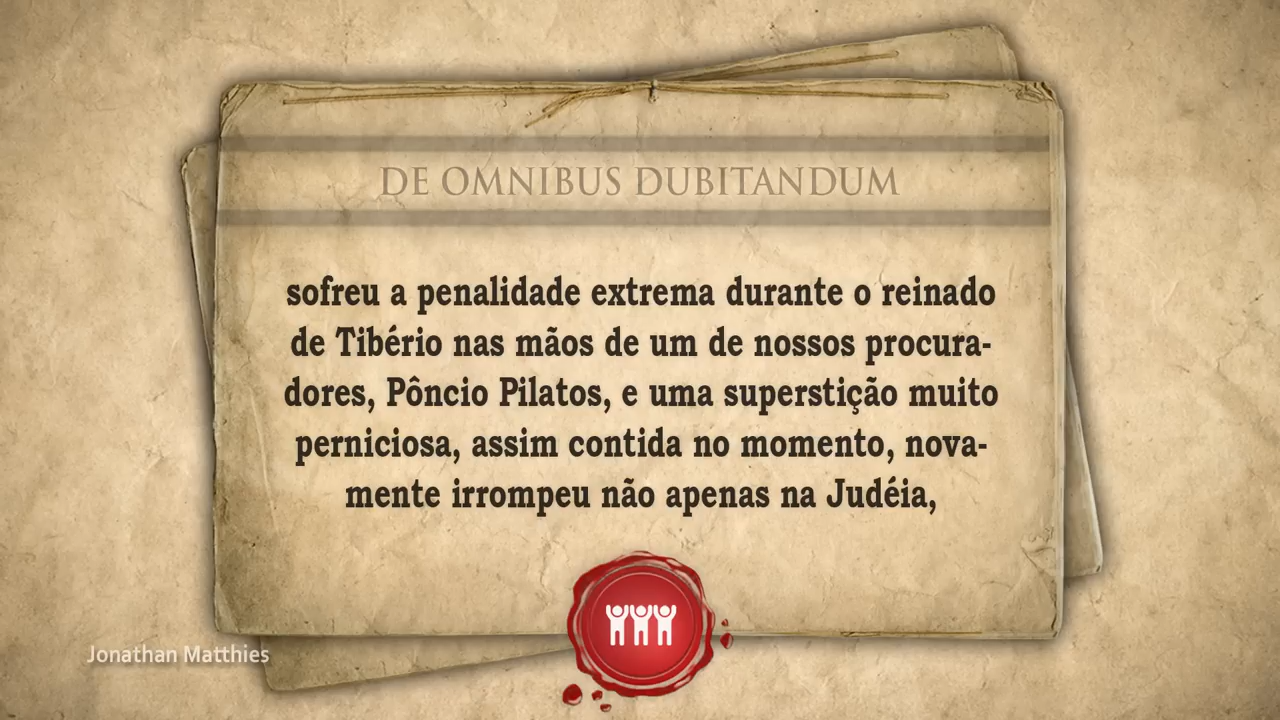 DE OMNIBUS DUBITANDUM
sofreu a penalidade extrema durante o reinado
de Tibério nas mãos de um de nossos procura-
dores, Pôncio Pilatos, e uma superstição muito
perniciosa, assim contida no momento, nova-
mente irrompeu não apenas na Judéia,
Jonathan Matthies